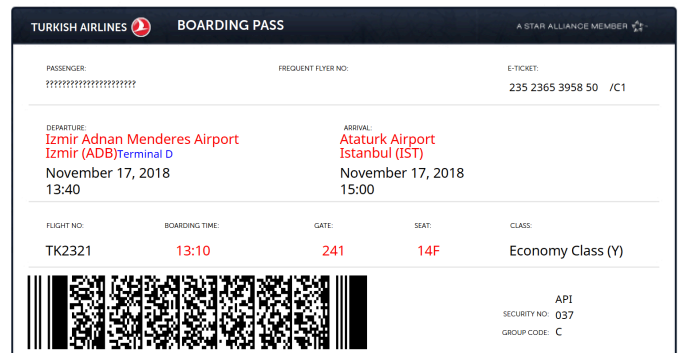 TURKISH AIRLINES BOARDING PASS A STAR ALLIANCE MEMBER
PASSENGER: FREQUENT FLYER NO: E-TICKET:
?????????????????????? 235 2365 3958 50 /C1
DEPARTURE: ARRIVAL:
Izmir Adnan Menderes Airport Ataturk Airport
Izmir (ADB)Terminal D Istanbul (IST)
November 17, 2018 November 17, 2018
13:40 15:00
FLIGHT NO: BOARDING TIME: GATE: SEAT: CLASS:
TK2321 13:10 241 14F Economy Class (Y)
API
SECURITY NO: 037
GROUP CODE: C